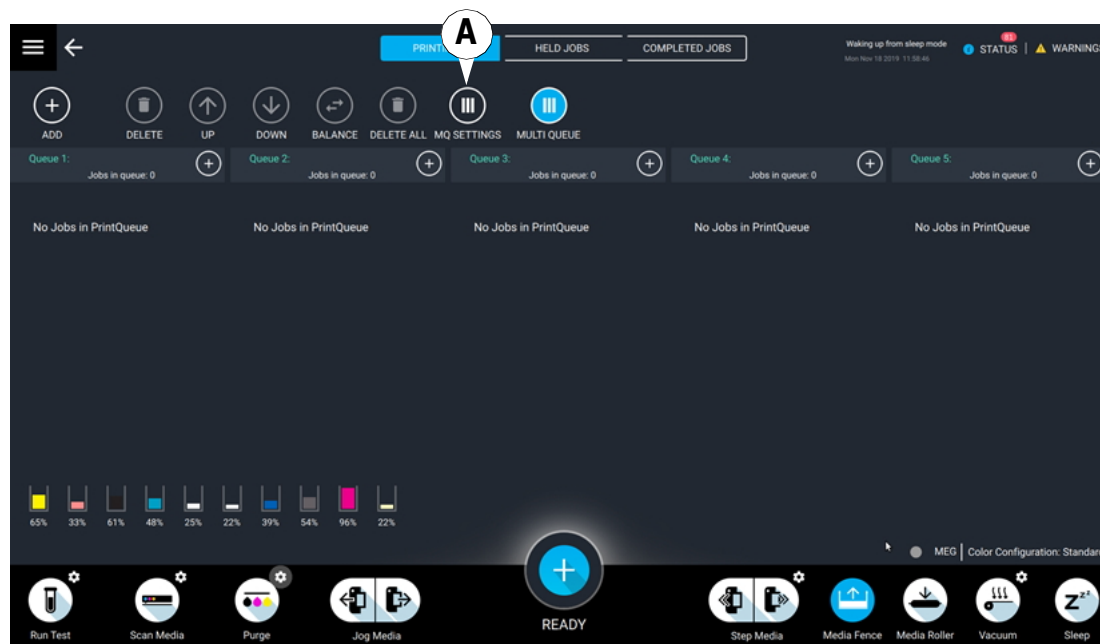 A
PRINT
HELD JOBS
COMPLETED JOBS
Waking up from sleep mode
Mon Nov 18 2019 11:58:46
85
STATUS
WARNING
ADD
DELETE
UP
DOWN
BALANCE
DELETE ALL
MQ SETTINGS
MULTI QUEUE
Queue 1:
Jobs in queue: 0
Queue 2:
Jobs in queue: 0
Queue 3:
Jobs in queue: 0
Queue 4:
Jobs in queue: 0
Queue 5:
Jobs in queue: 0
No Jobs in PrintQueue
No Jobs in PrintQueue
No Jobs in PrintQueue
No Jobs in PrintQueue
No Jobs in PrintQueue
65% 33% 61% 48% 25% 22% 39% 54% 96% 22%
MEG | Color Configuration: Standar
Run Test
Scan Media
Purge
Jog Media
READY
Step Media
Media Fence
Media Roller
Vacuum
Zzz
Sleep